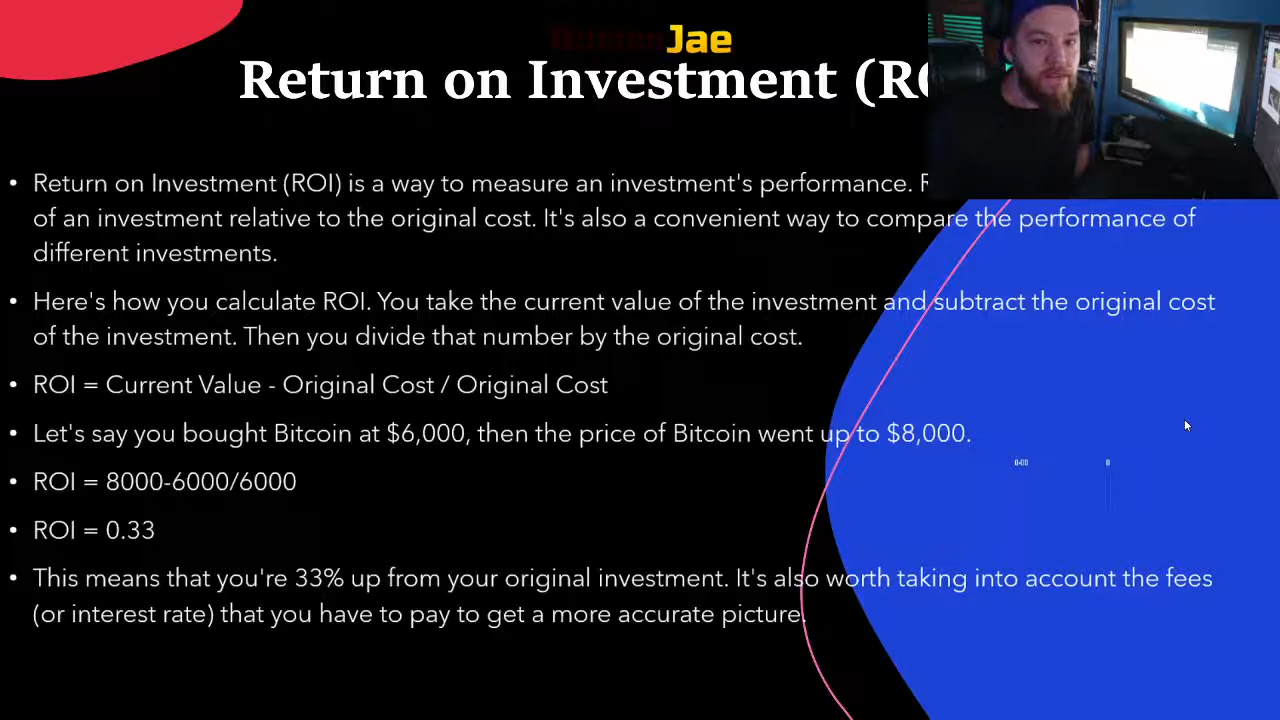 Jae
Return on Investment
Return on Investment (ROI) is a way to measure an investment's performance.
of an investment relative to the original cost. It's also a convenient way to compare the performance of
different investments.
Here's how you calculate ROI. You take the current value of the investment and subtract the original cost
of the investment. Then you divide that number by the original cost.
ROI = Current Value - Original Cost / Original Cost
Let's say you bought Bitcoin at $6,000, then the price of Bitcoin went up to $8,000.
ROI = 8000-6000/6000
ROI = 0.33
This means that you're 33% up from your original investment. It's also worth taking into account the fees
(or interest rate) that you have to pay to get a more accurate picture.